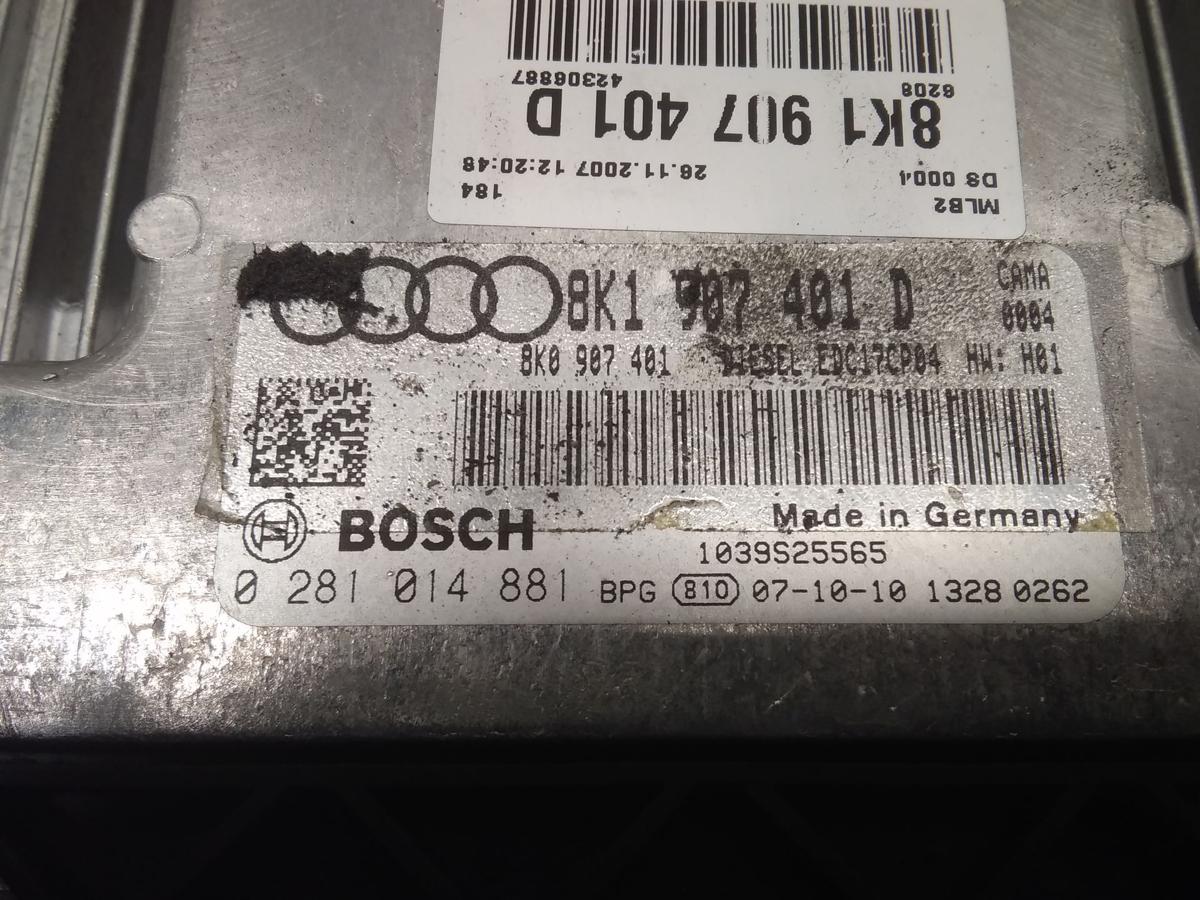 MLB2
184
DS 0004
26.11.2007 12:20:48
8K1 907 401 D
6208
42306887
8K1 907 401 D
CAMA
0004
8K0 907 401 DIESEL EDC17CP04 HW: H01
BOSCH
Made in Germany
1039S25565
0 281 014 881 BPG 810 07-10-10 1328 0262